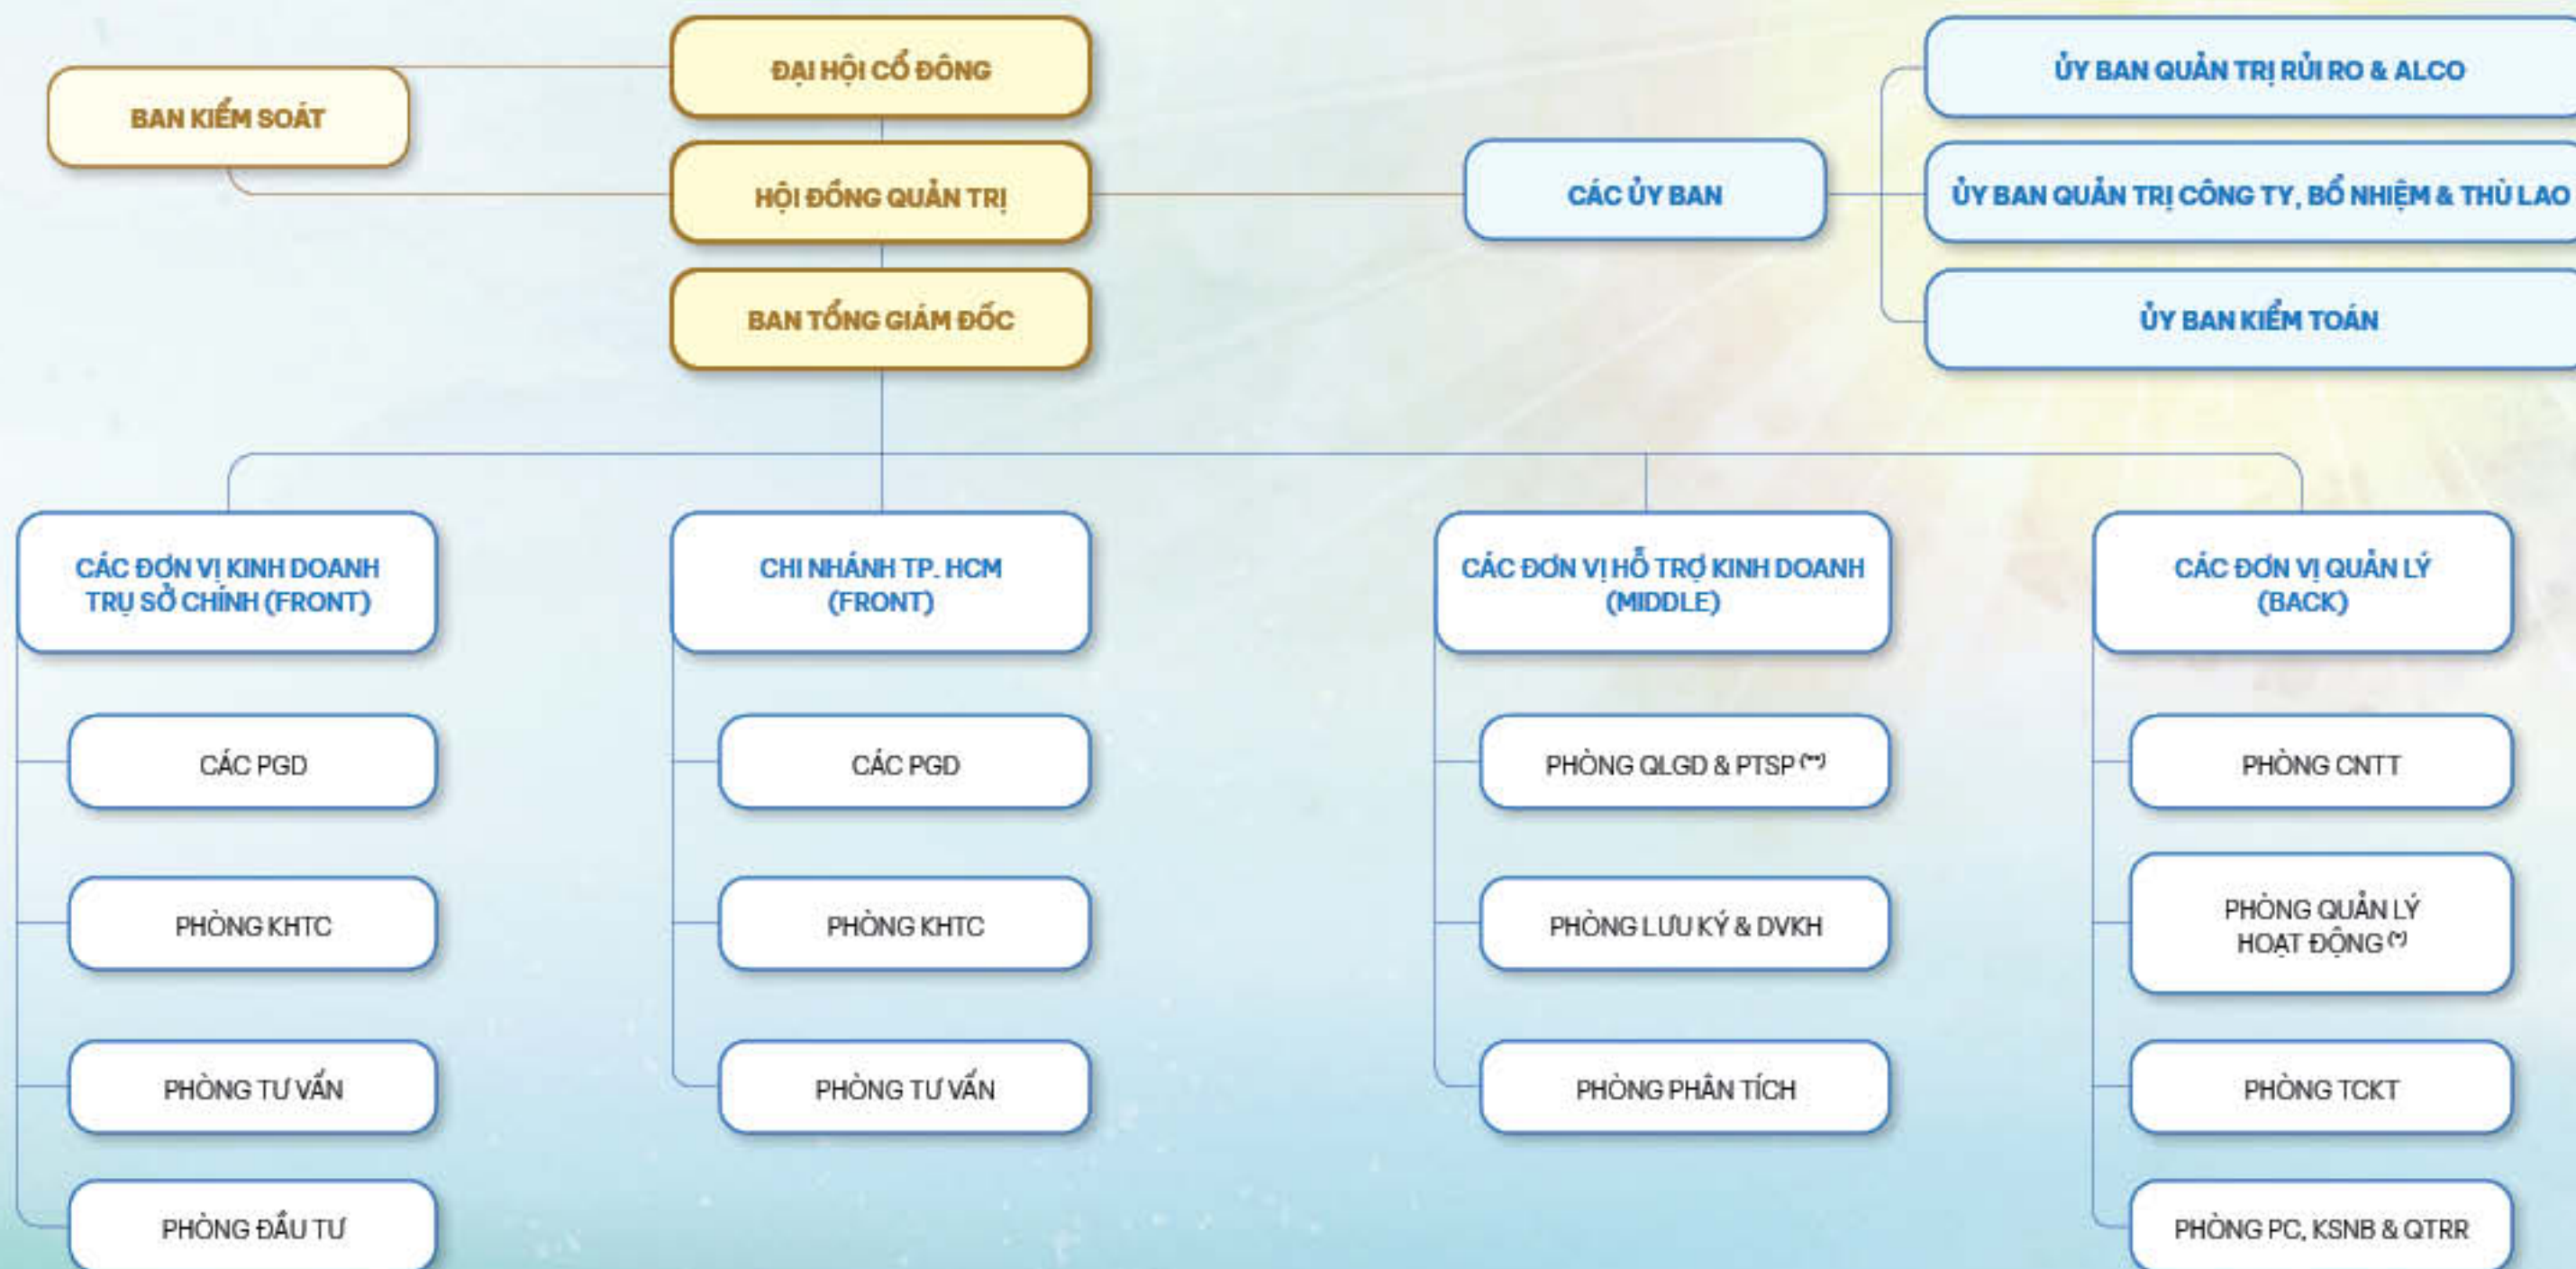 ĐẠI HỘI CỔ ĐÔNG
BAN KIỂM SOÁT
HỘI ĐỒNG QUẢN TRỊ
BAN TỔNG GIÁM ĐỐC
CÁC ỦY BAN
ỦY BAN QUẢN TRỊ RỦI RO & ALCO
ỦY BAN QUẢN TRỊ CÔNG TY, BỔ NHIỆM & THÙ LAO
ỦY BAN KIỂM TOÁN
CÁC ĐƠN VỊ KINH DOANH
TRỤ SỞ CHÍNH (FRONT)
CÁC PGD
PHÒNG KHTC
PHÒNG TƯ VẤN
PHÒNG ĐẦU TƯ
CHI NHÁNH TP. HCM
(FRONT)
CÁC PGD
PHÒNG KHTC
PHÒNG TƯ VẤN
CÁC ĐƠN VỊ HỖ TRỢ KINH DOANH
(MIDDLE)
PHÒNG QLGD & PTSP (**)
PHÒNG LƯU KÝ & DVKH
PHÒNG PHÂN TÍCH
CÁC ĐƠN VỊ QUẢN LÝ
(BACK)
PHÒNG CNTT
PHÒNG QUẢN LÝ
HOẠT ĐỘNG (*)
PHÒNG TCKT
PHÒNG PC, KSNB & QTRR